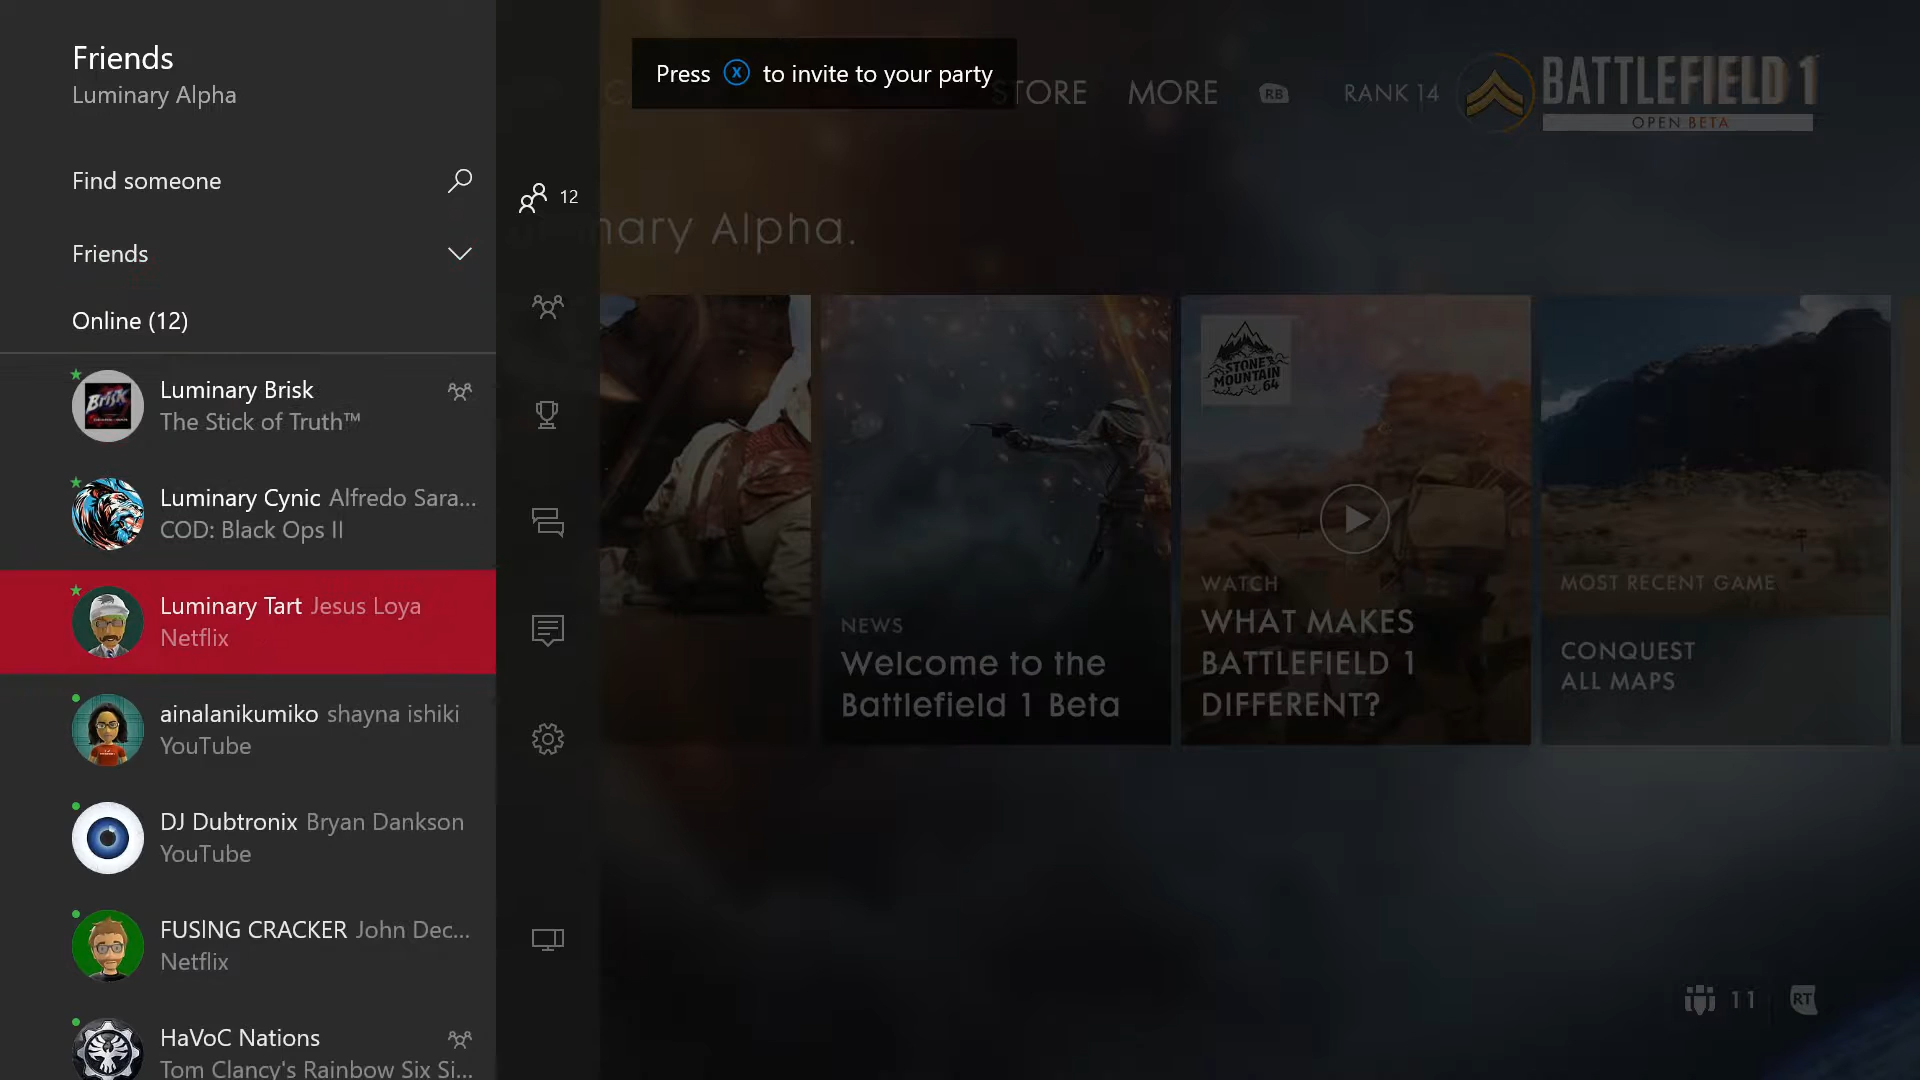 Friends
Luminary Alpha
Find someone
Friends
Online (12)
Luminary Brisk
The Stick of Truth™
Luminary Cynic Alfredo Sara...
COD: Black Ops II
Luminary Tart Jesus Loya
Netflix
ainalanikumiko shayna ishiki
YouTube
DJ Dubtronix Bryan Dankson
YouTube
FUSlNG CRACKER John Dec...
Netflix
HaVoC Nations
Tom Clancy's Rainbow Six Si...
12
Press X to invite to your party
STORE
MORE
RB
RANK 14
BATTLEFIELD 1
OPEN BETA
nary Alpha.
NEWS
Welcome to the
Battlefield 1 Beta
STONE
MOUNTAIN
64
WATCH
WHAT MAKES
BATTLEFIELD 1
DIFFERENT?
MOST RECENT GAME
CONQUEST
ALL MAPS
11
RT